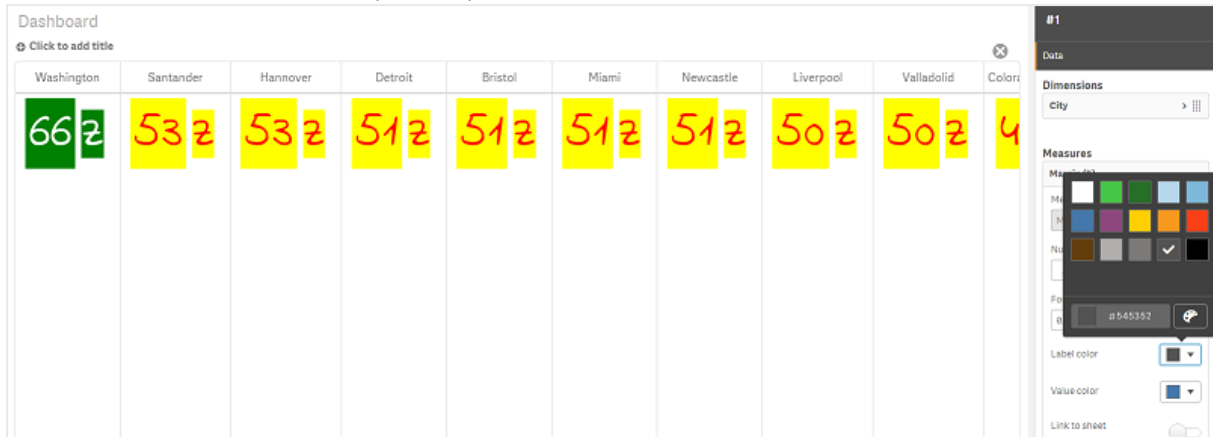 Dashboard
Click to add title
Washington Santander Hannover Detroit Bristol Miami Newcastle Liverpool Valladolid
66 z 53 z 53 z 51 z 51 z 51 z 51 z 50 z 50 z 4
#1
Data
Dimensions
City
Measures
#545352
Label color
Value color
Link to sheet